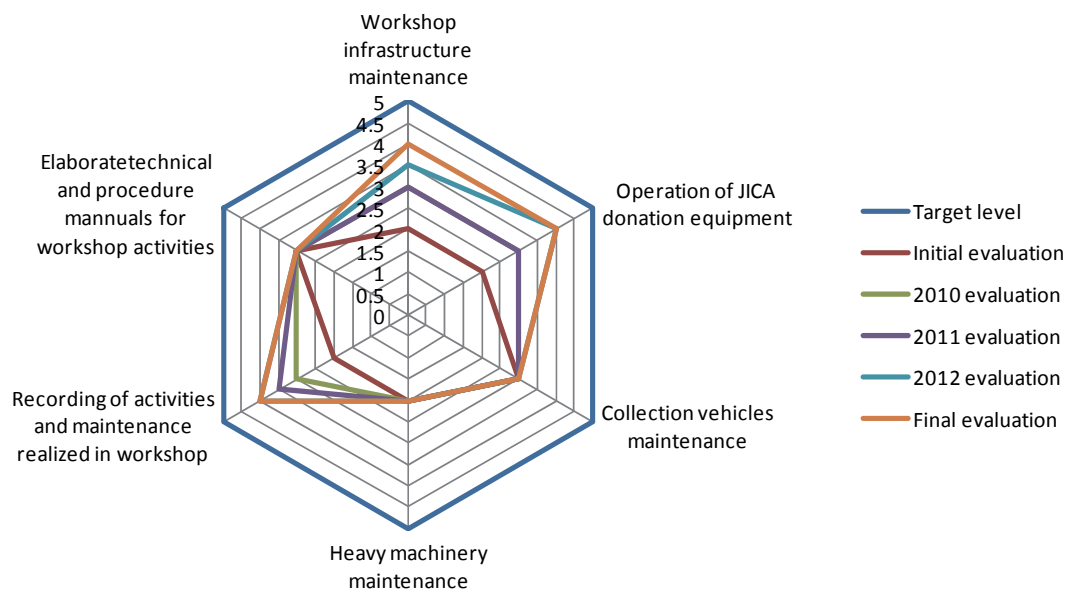 Workshop
infrastructure
maintenance
5
4.5
4
3.5
3
2.5
2
1.5
1
0.5
0
Operation of JICA
donation equipment
Collection vehicles
maintenance
Heavy machinery
maintenance
Recording of activities
and maintenance
realized in workshop
Elaboratetechnical
and procedure
mannuals for
workshop activities
Target level
Initial evaluation
2010 evaluation
2011 evaluation
2012 evaluation
Final evaluation